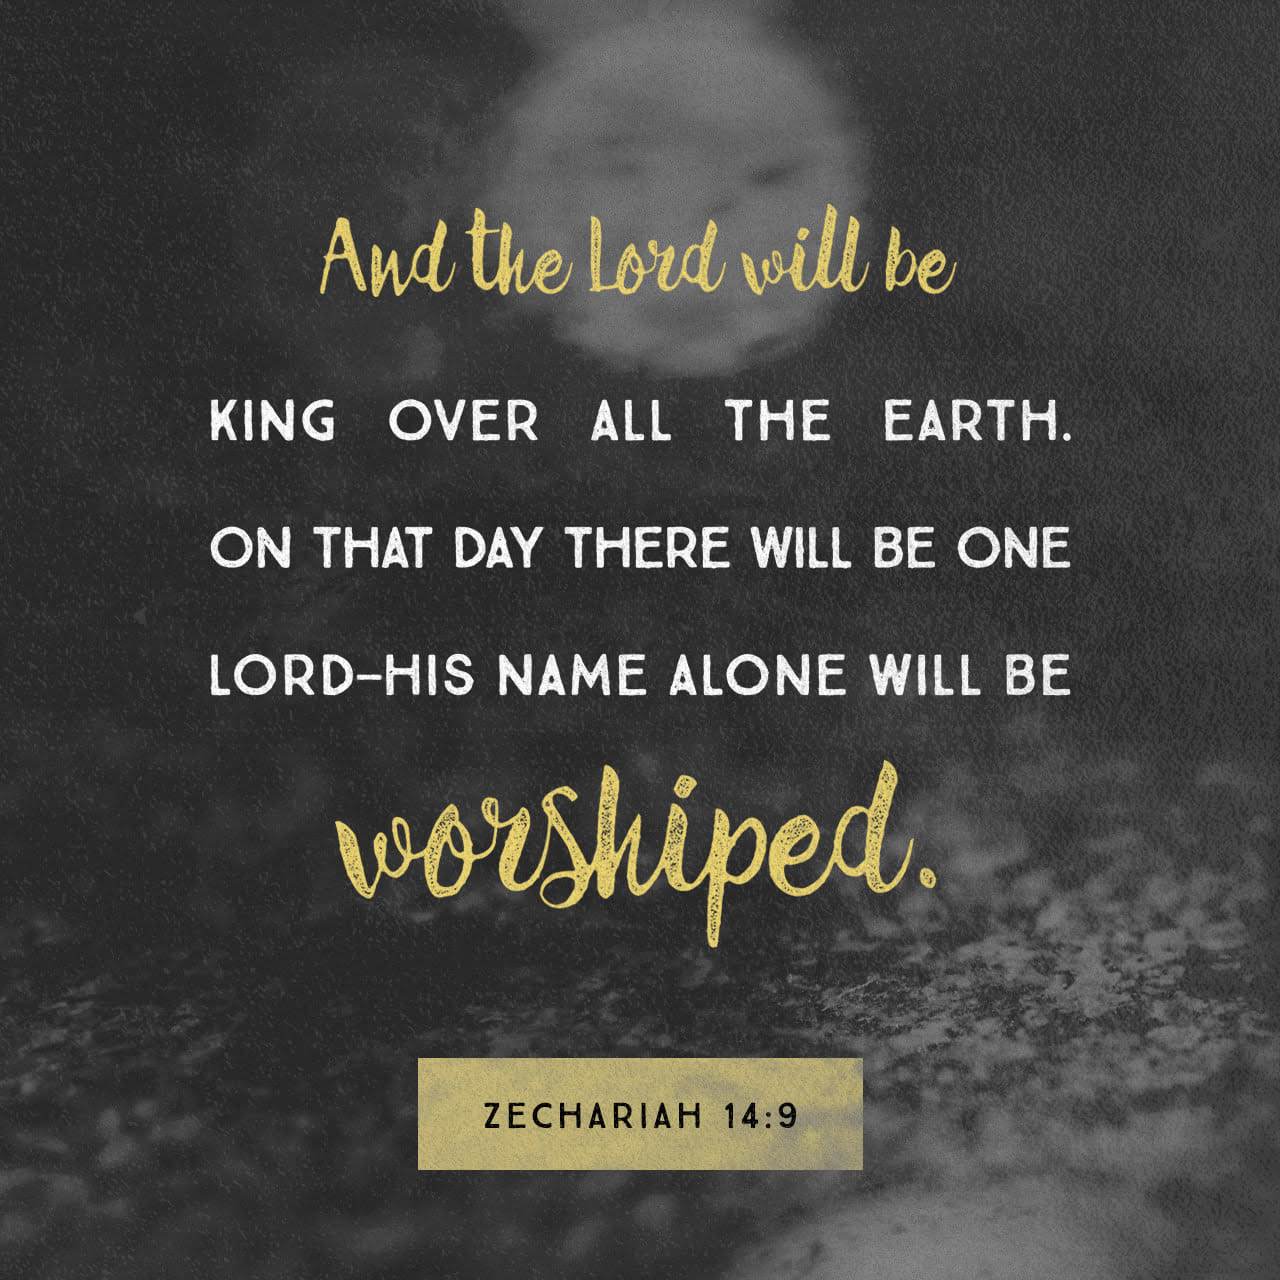 And the Lord will be
KING OVER ALL THE EARTH.
ON THAT DAY THERE WILL BE ONE
LORD–HIS NAME ALONE WILL BE
worshiped.
ZECHARIAH 14:9